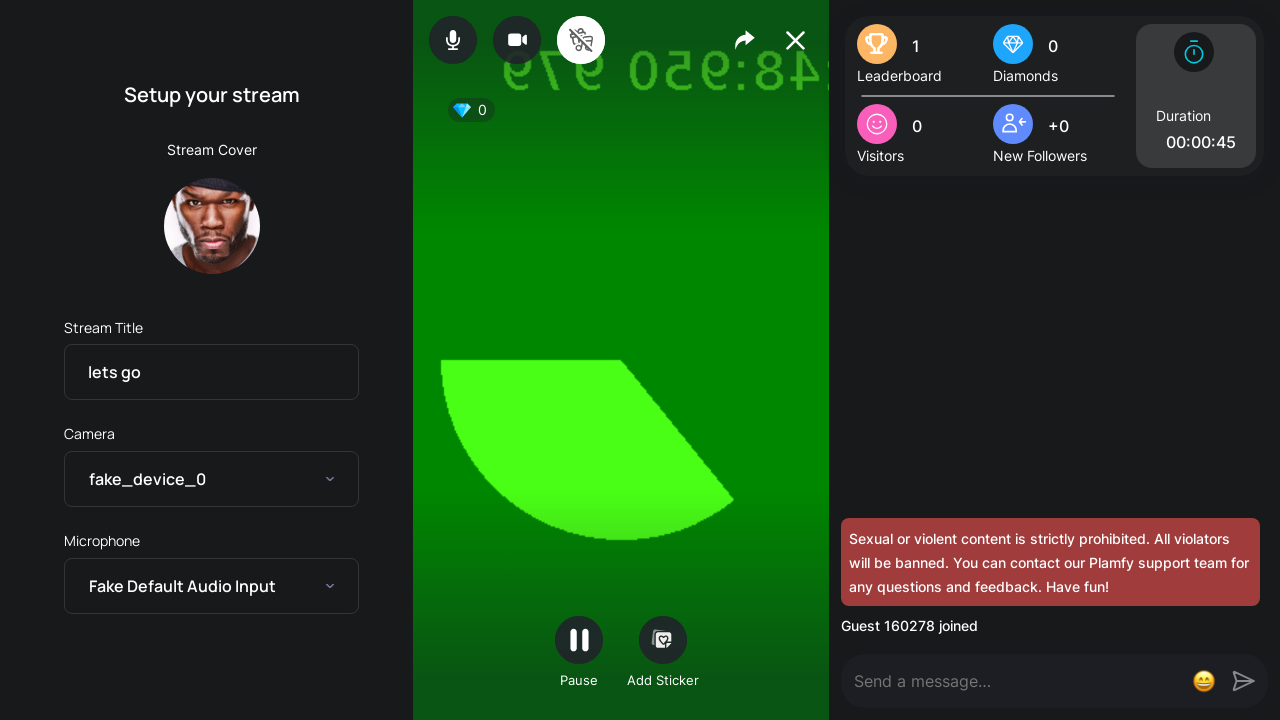 Setup your stream
Stream Cover
Stream Title
lets go
Camera
fake_device_0
Microphone
Fake Default Audio Input
:48:950 979
0
Pause
Add Sticker
1
Leaderboard
0
Diamonds
0
Visitors
+0
New Followers
Duration
00:00:45
Sexual or violent content is strictly prohibited. All violators
will be banned. You can contact our Plamfy support team for
any questions and feedback. Have fun!
Guest 160278 joined
Send a message...